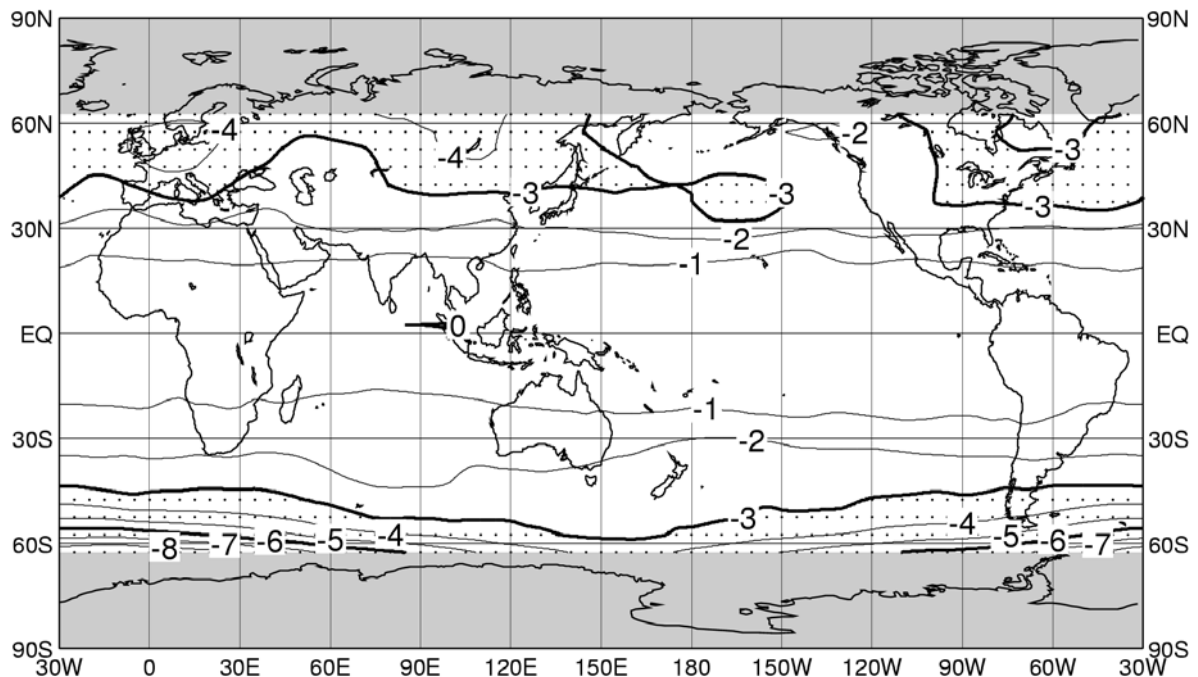 90N 90N
-4
60N -2 60N
-4 -3
-3 -3
-3
30N -2 30N
-1
0
EQ EQ
-1
30S -2 30S
-3 -4
-4 -5
60S -8 -7 -6 -5 -6 -7 60S
90S 90S
30W 0 30E 60E 90E 120E 150E 180 150W 120W 90W 60W 30W